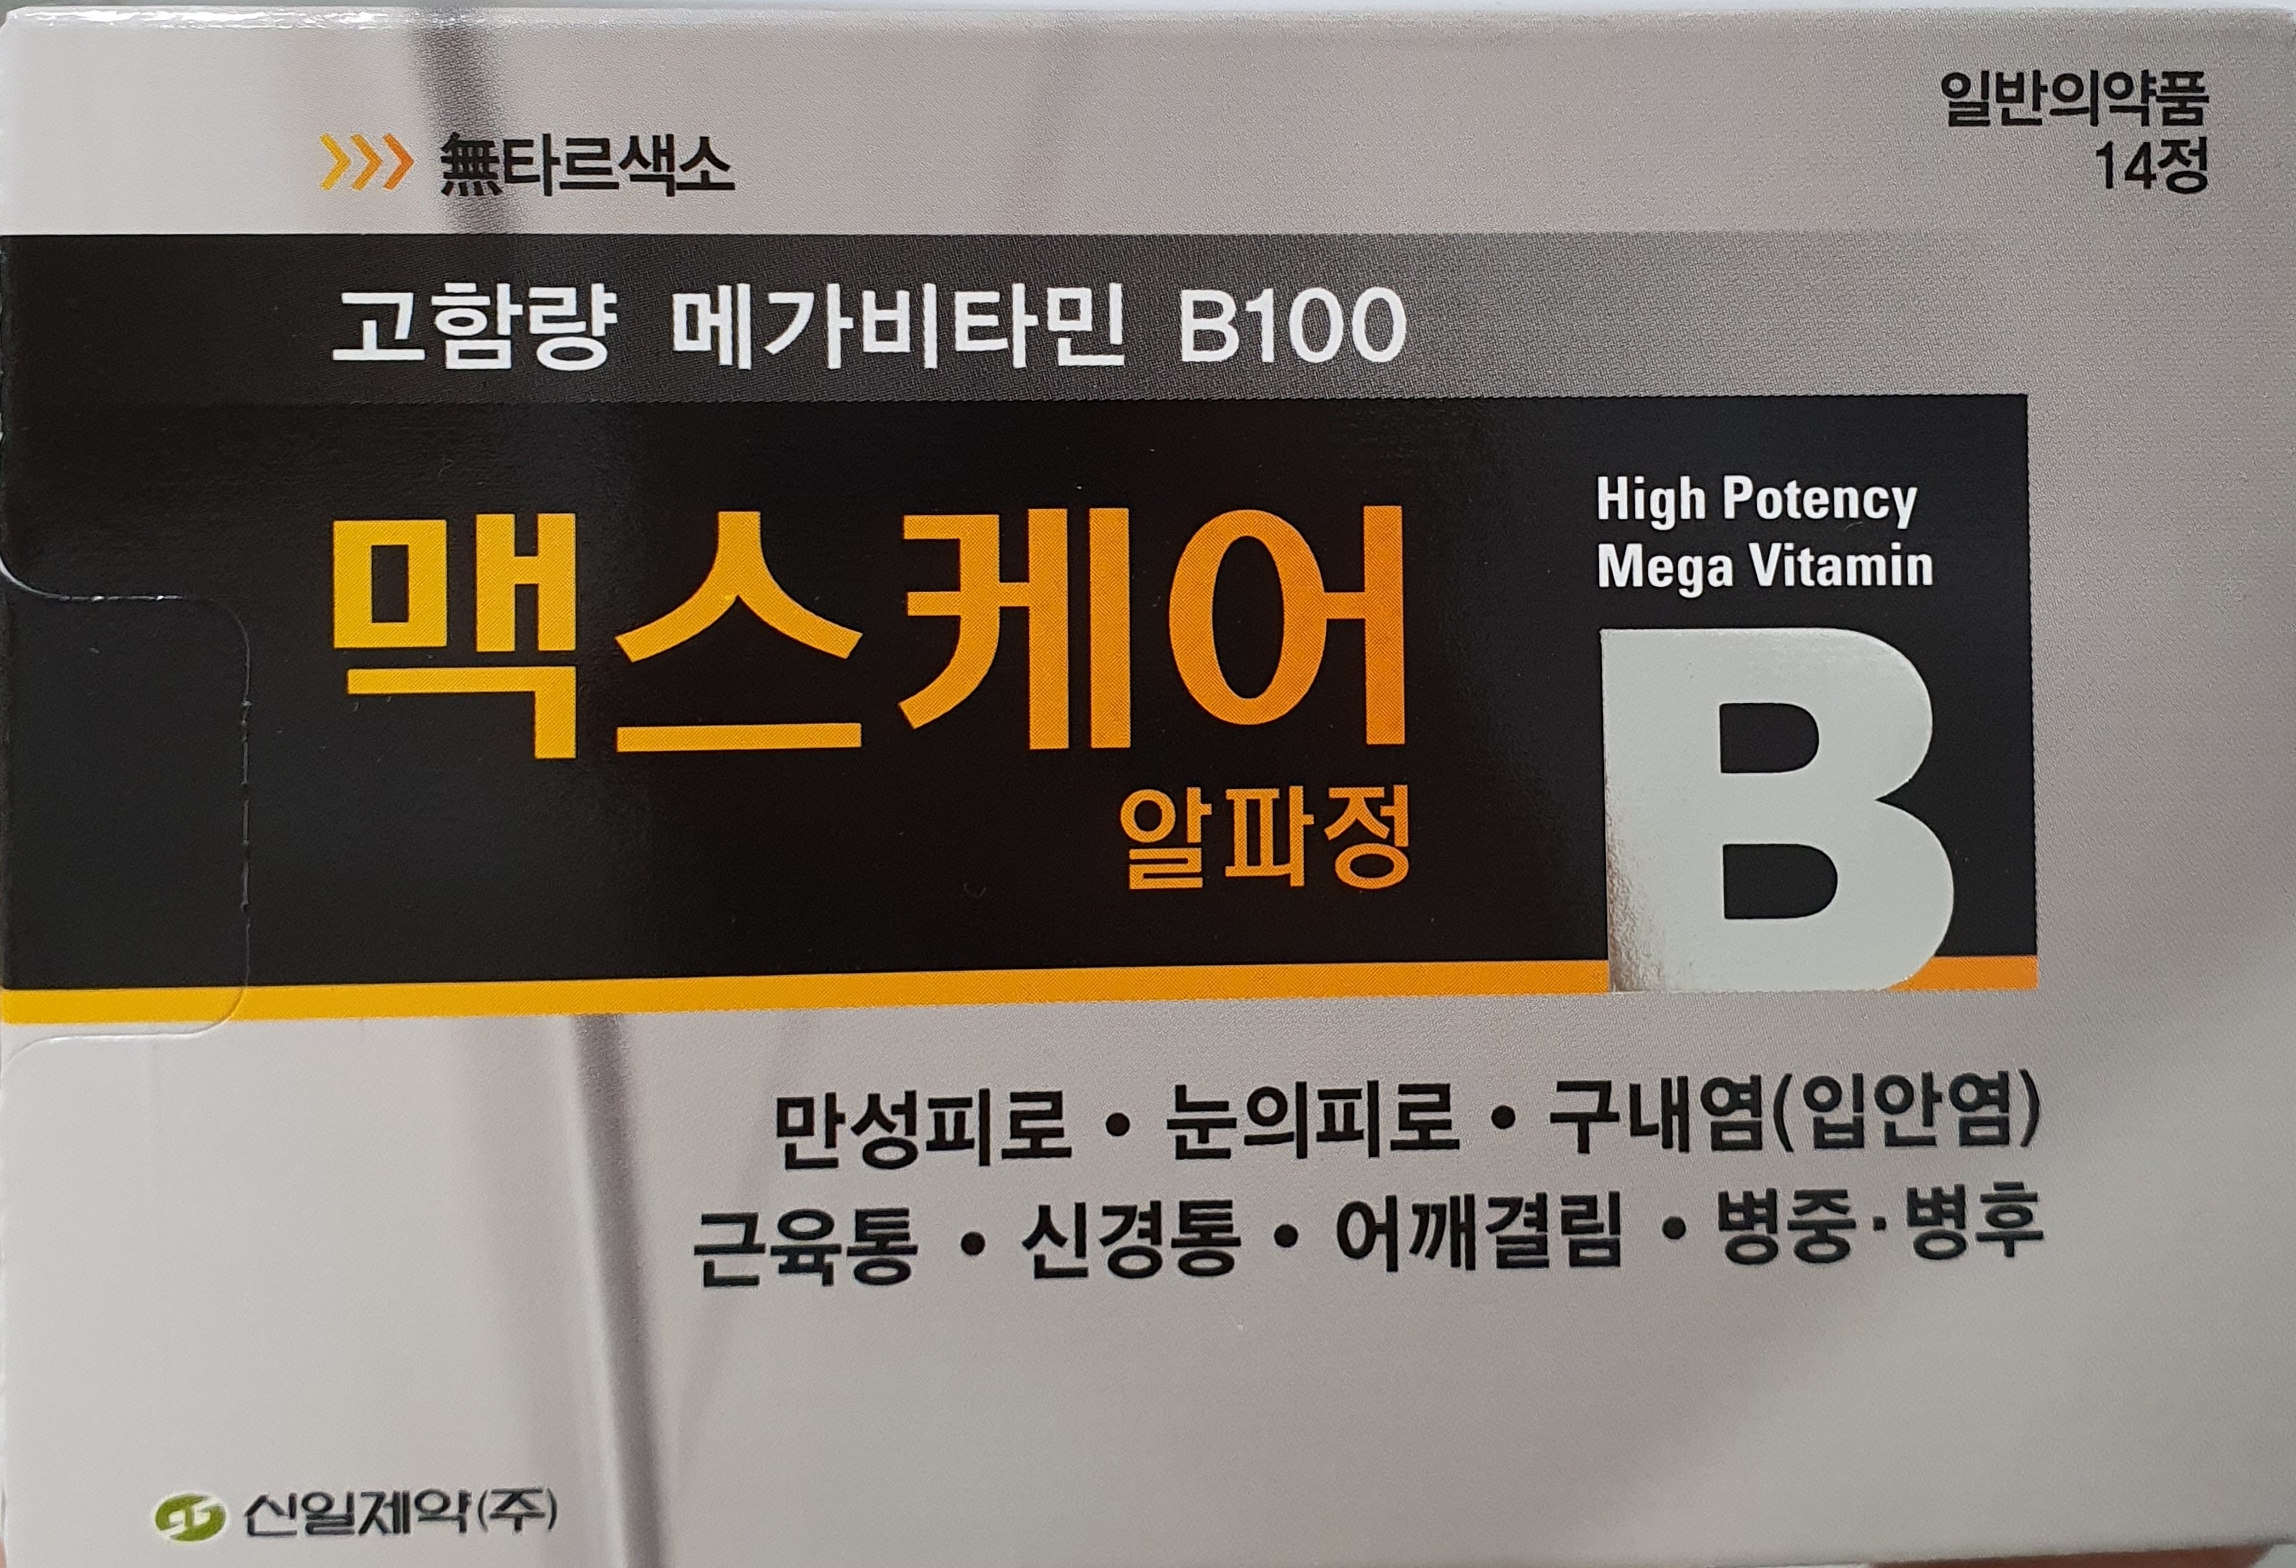 일반의약품
14정
無타르색소
고함량 메가비타민 B100
High Potency
Mega Vitamin
맥스케어
B
알파정
만성피로 • 눈의피로 • 구내염(입안염)
근육통 • 신경통 • 어깨결림 • 병중·병후
신일제약(주)